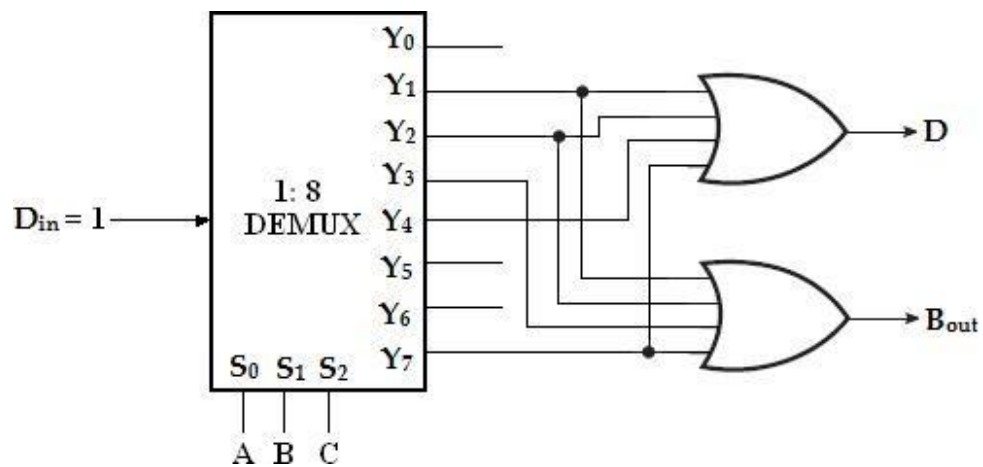 Y₀
Y₁
Y₂
Y₃
Y₄
Y₅
Y₆
Y₇
1: 8
DEMUX
Dᵢₙ = 1
S₀ S₁ S₂
A B C
D
Bₒᵤₜ